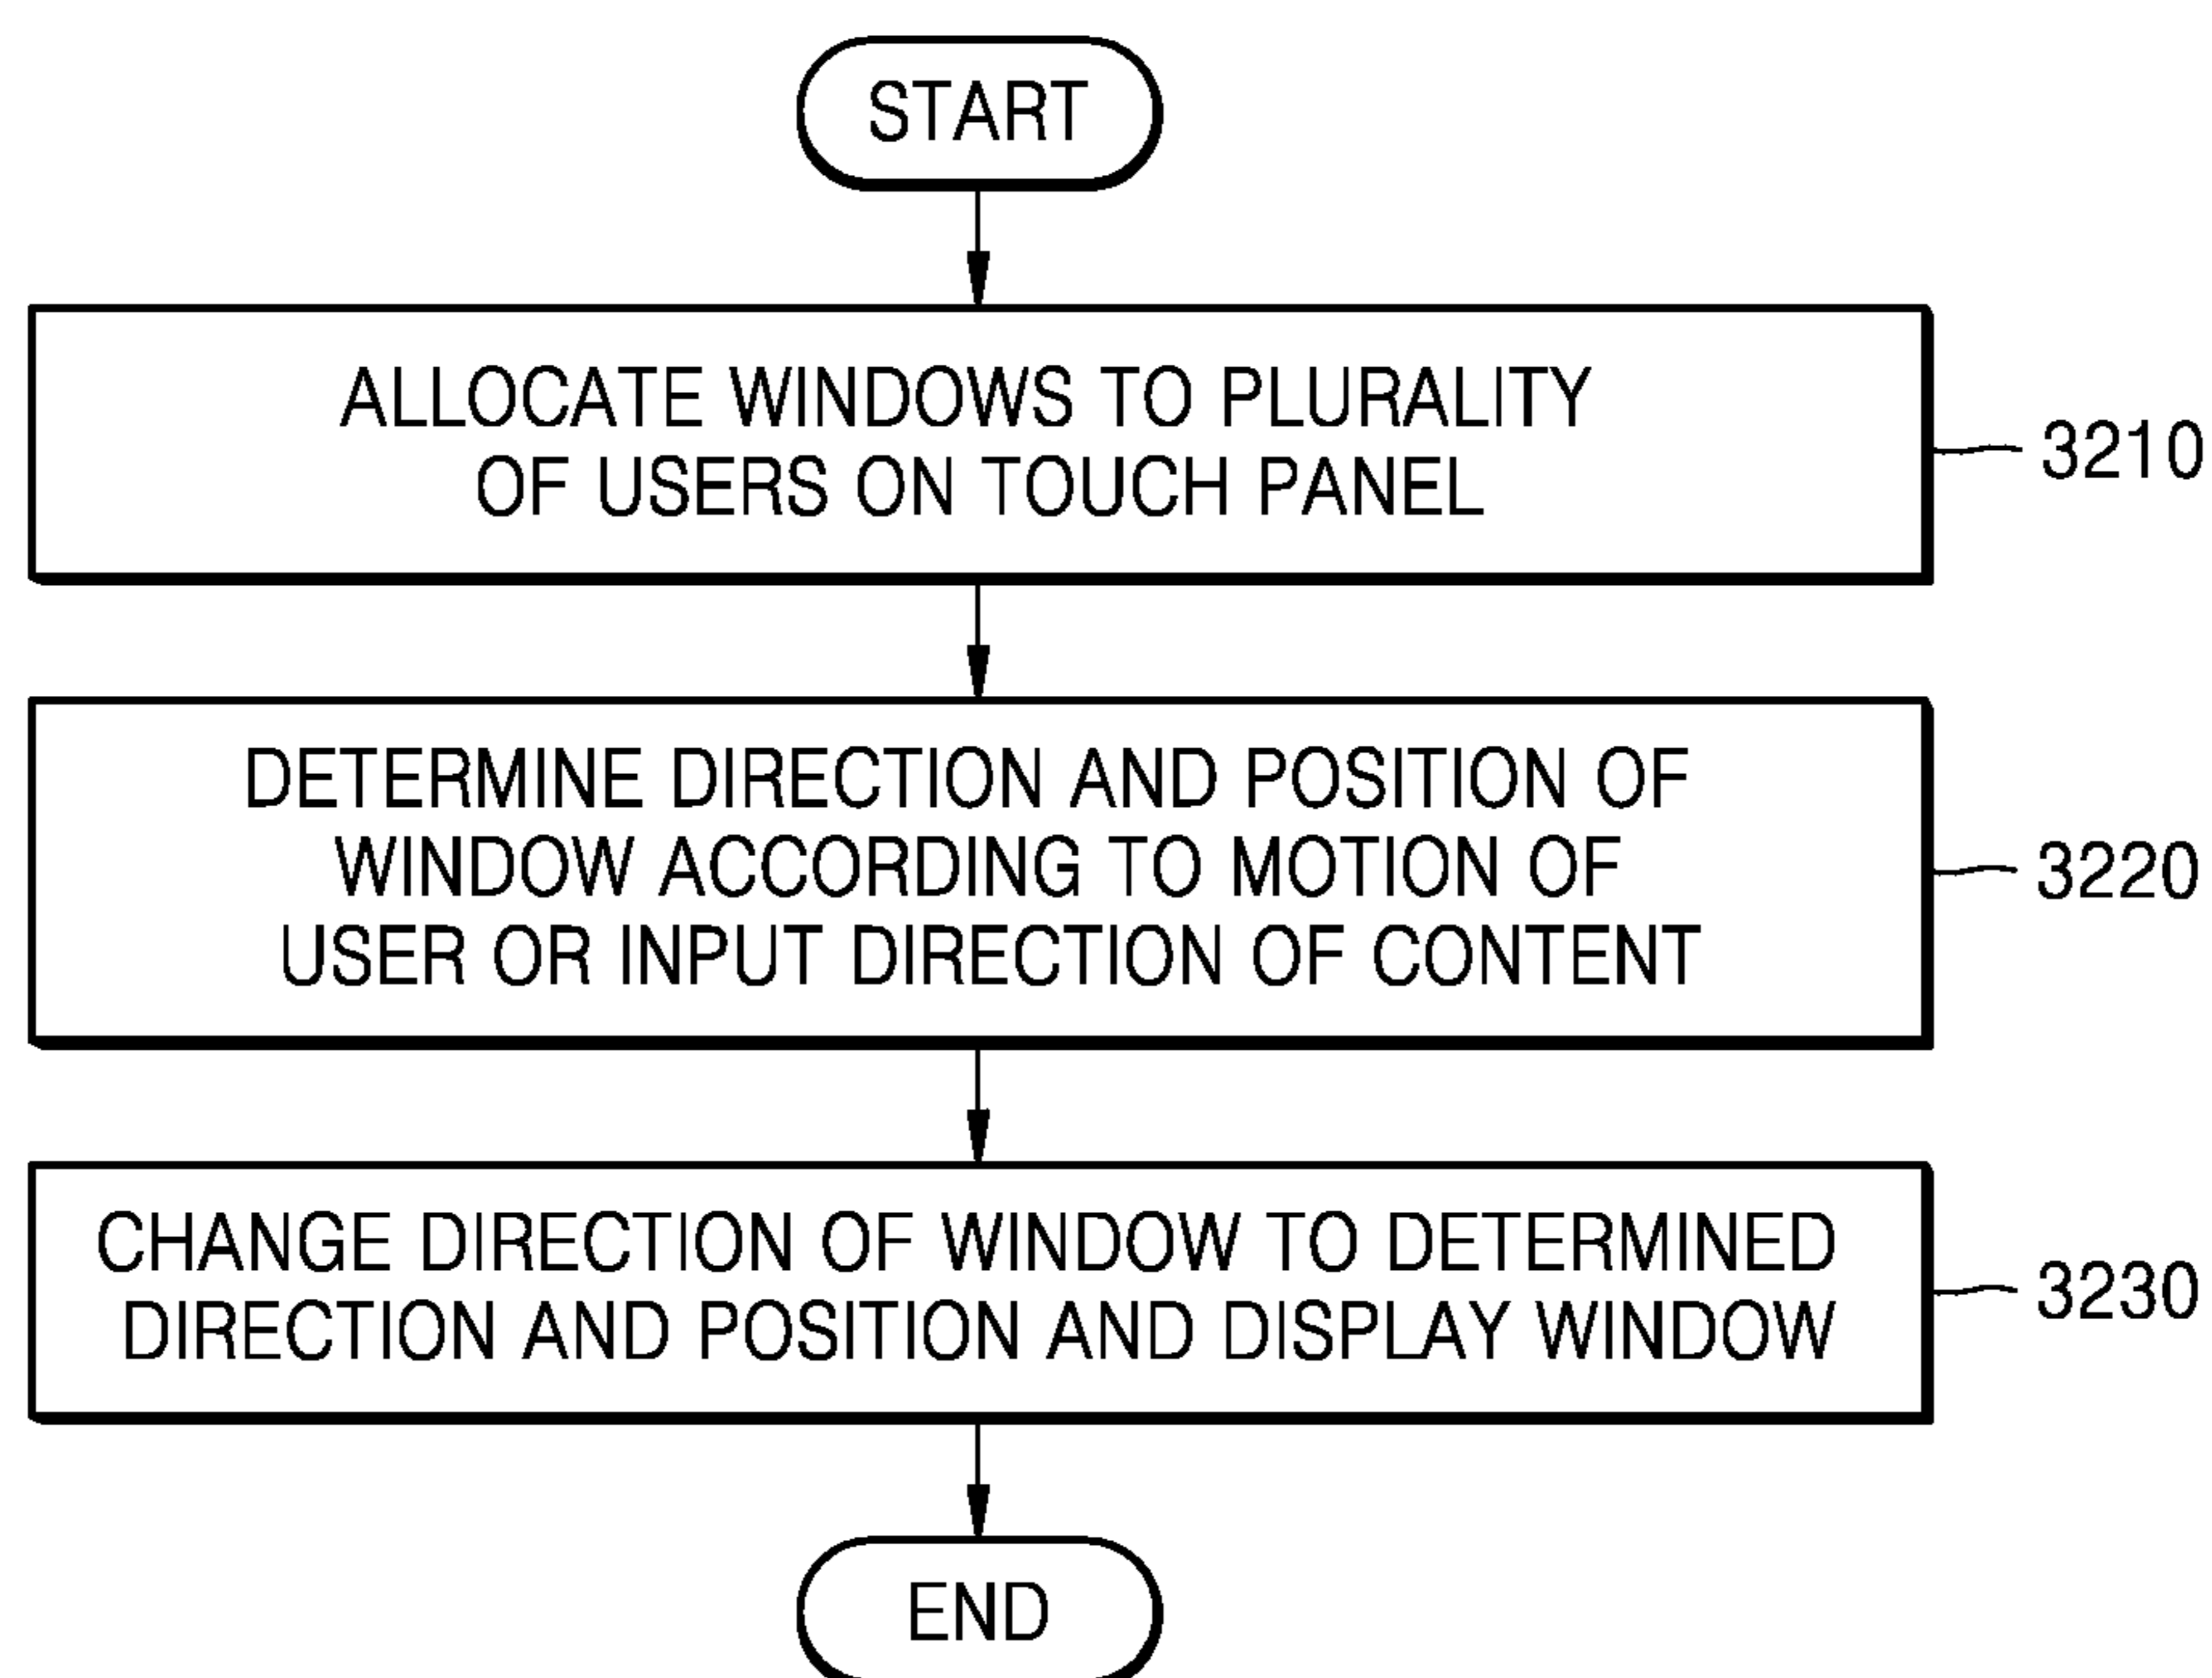 START
ALLOCATE WINDOWS TO PLURALITY
OF USERS ON TOUCH PANEL
3210
DETERMINE DIRECTION AND POSITION OF
WINDOW ACCORDING TO MOTION OF
USER OR INPUT DIRECTION OF CONTENT
3220
CHANGE DIRECTION OF WINDOW TO DETERMINED
DIRECTION AND POSITION AND DISPLAY WINDOW
3230
END